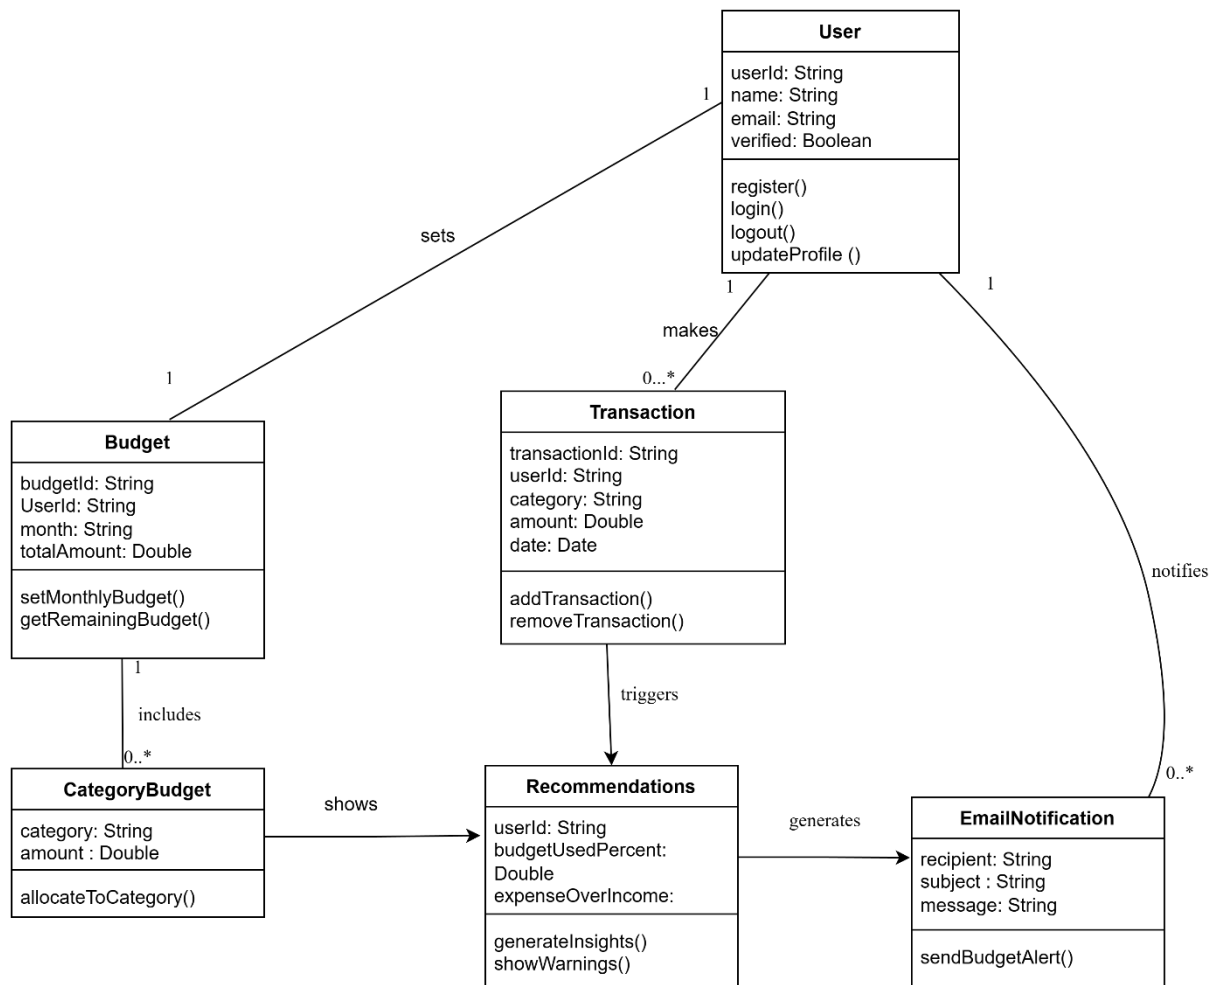 User
userId: String
name: String
email: String
verified: Boolean
register()
login()
logout()
updateProfile ()
1
sets
1
1
makes
0...*
1
notifies
0..*
Budget
budgetId: String
UserId: String
month: String
totalAmount: Double
setMonthlyBudget()
getRemainingBudget()
Transaction
transactionId: String
userId: String
category: String
amount: Double
date: Date
addTransaction()
removeTransaction()
1
includes
0..*
triggers
CategoryBudget
category: String
amount : Double
allocateToCategory()
shows
Recommendations
userId: String
budgetUsedPercent:
Double
expenseOverIncome:
generateInsights()
showWarnings()
generates
EmailNotification
recipient: String
subject : String
message: String
sendBudgetAlert()